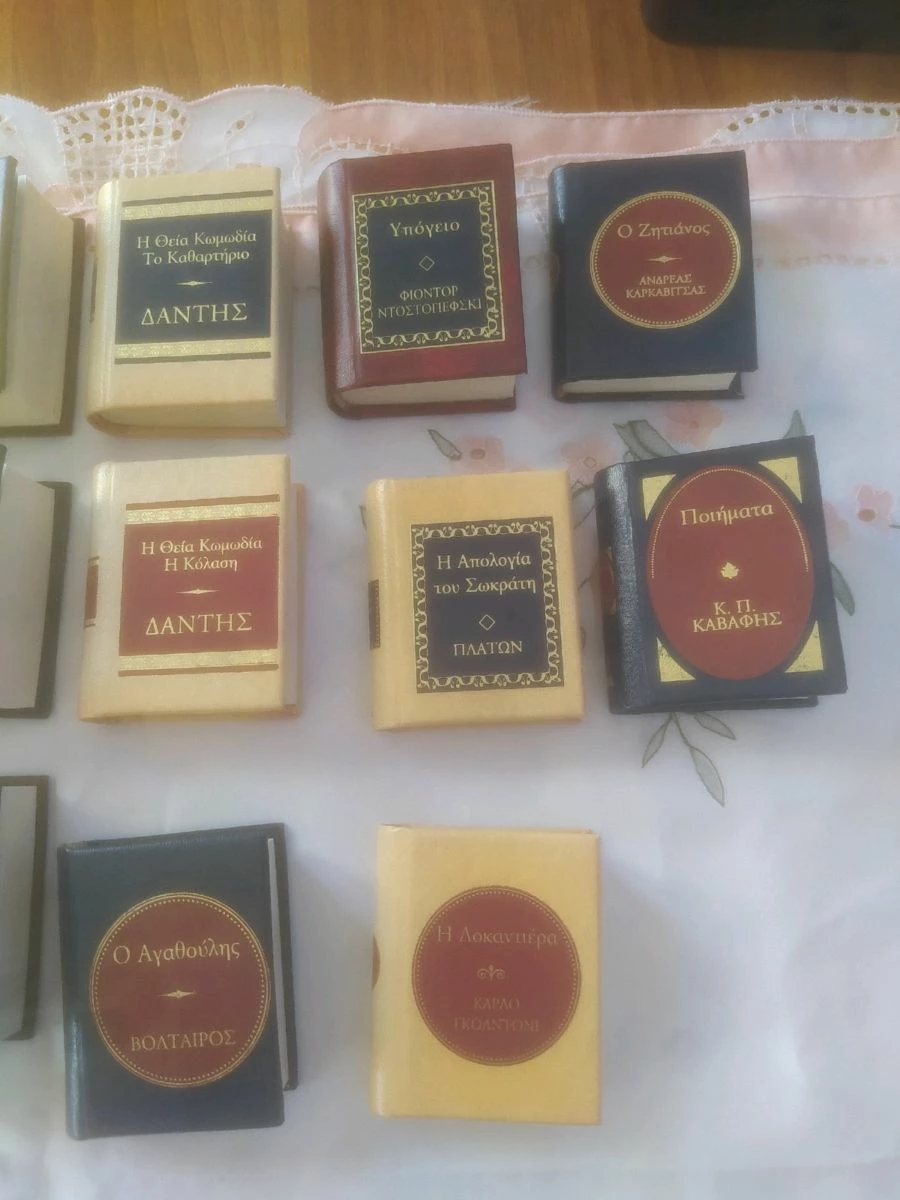 Η Θεία Κωμωδία
Το Καθαρτήριο
ΔΑΝΤΗΣ
Υπόγειο
ΦΙΟΝΤΟΡ
ΝΤΟΣΤΟΓΙΕΦΣΚΙ
Ο Ζητιάνος
ΑΝΔΡΕΑΣ
ΚΑΡΚΑΒΙΤΣΑΣ
Η Θεία Κωμωδία
Η Κόλαση
ΔΑΝΤΗΣ
Η Απολογία
του Σωκράτη
ΠΛΑΤΩΝ
Ποιήματα
Κ. Π.
ΚΑΒΑΦΗΣ
Ο Αγαθούλης
ΒΟΛΤΑΙΡΟΣ
Η Λοκαντιέρα
ΚΑΡΛΟ
ΓΚΟΛΝΤΟΝΙ